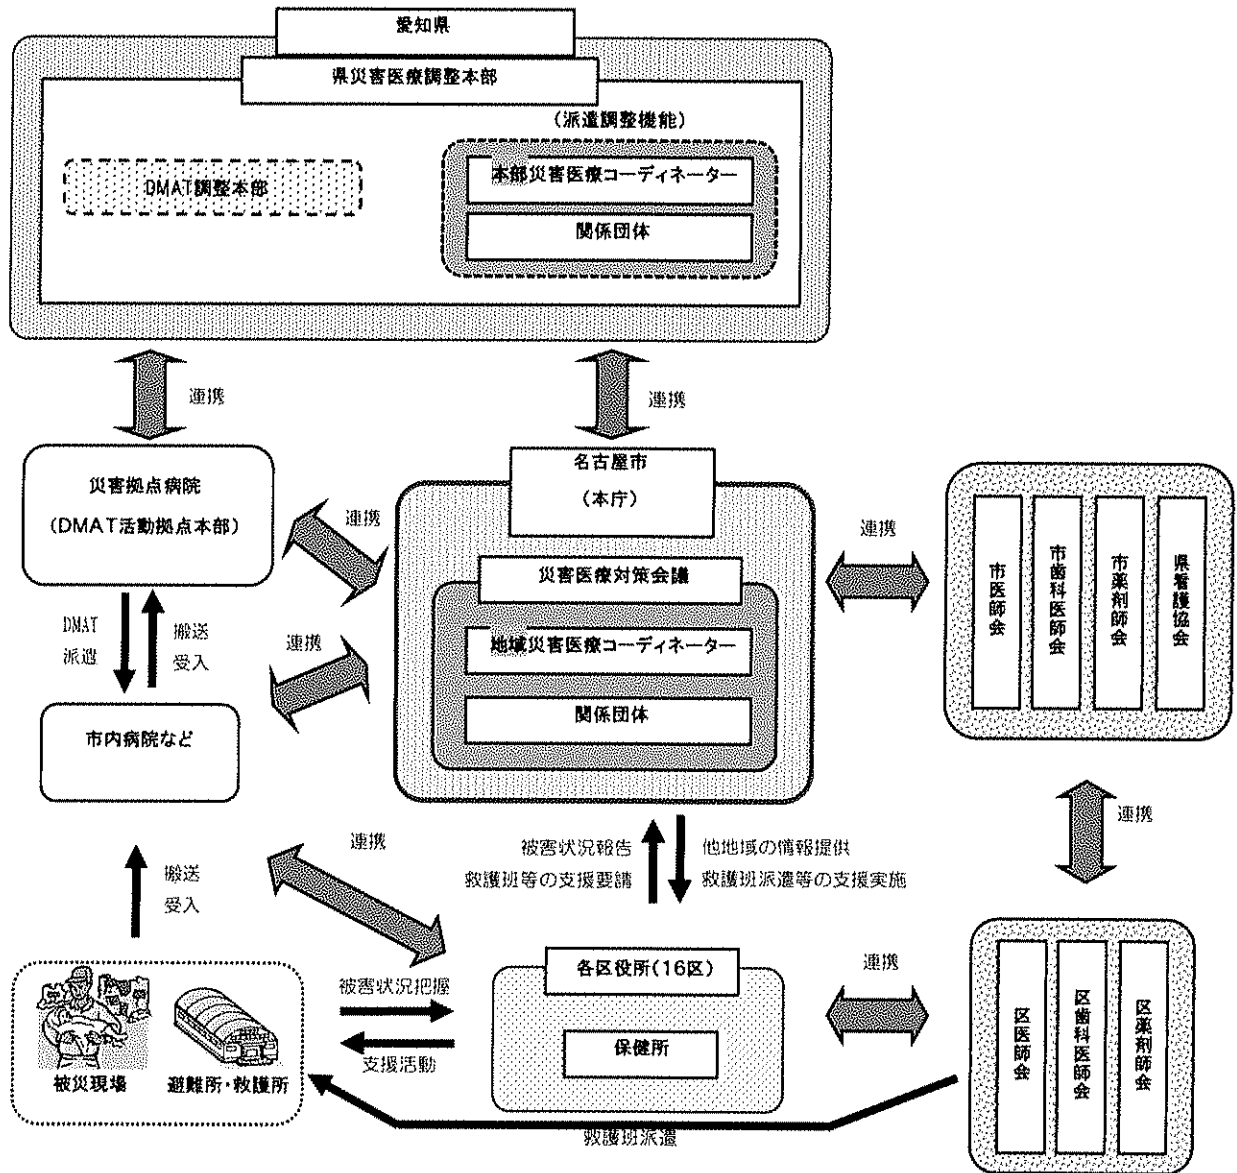 愛知県
県災害医療調整本部
(派遣調整機能)
DMAT調整本部
本部災害医療コーディネーター
関係団体
連携
連携
災害拠点病院
(DMAT活動拠点本部)
連携
名古屋市
(本庁)
災害医療対策会議
地域災害医療コーディネーター
関係団体
連携
市医師会
市歯科医師会
市薬剤師会
県看護協会
DMAT
派遣
搬送
受入
連携
市内病院など
連携
搬送
受入
連携
被害状況報告
救護班等の支援要請
他地域の情報提供
救護班派遣等の支援実施
被災現場
避難所・救護所
被害状況把握
支援活動
各区役所(16区)
保健所
連携
区医師会
区歯科医師会
区薬剤師会
救護班派遣